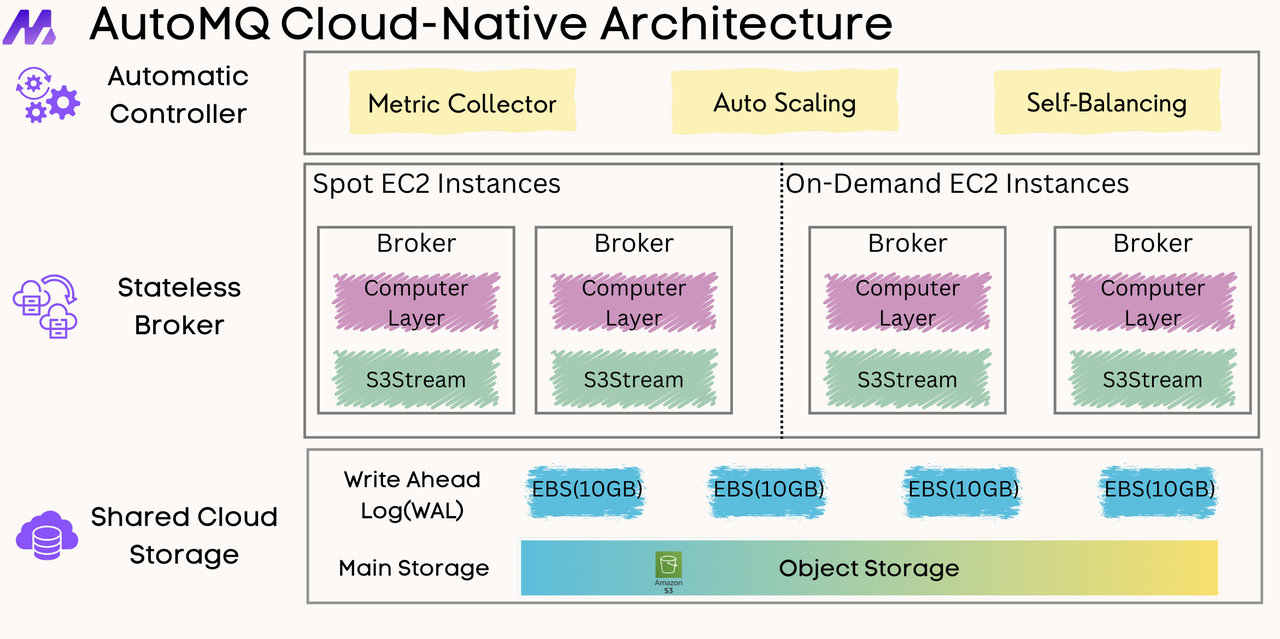 AutoMQ Cloud-Native Architecture
Automatic
Controller
Metric Collector
Auto Scaling
Self-Balancing
Stateless
Broker
Spot EC2 Instances
On-Demand EC2 Instances
Broker
Computer
Layer
S3Stream
Broker
Computer
Layer
S3Stream
Broker
Computer
Layer
S3Stream
Broker
Computer
Layer
S3Stream
Shared Cloud
Storage
Write Ahead
Log(WAL)
EBS(10GB)
EBS(10GB)
EBS(10GB)
EBS(10GB)
Main Storage
Amazon
S3
Object Storage